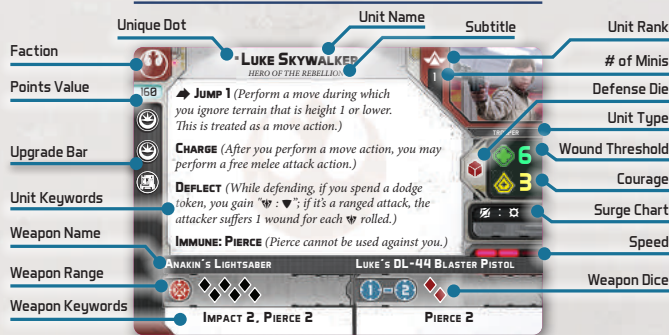 Unique Dot
Unit Name
Subtitle
Unit Rank
Faction
Points Value
Upgrade Bar
Unit Keywords
Weapon Name
Weapon Range
Weapon Keywords
# of Minis
Defense Die
Unit Type
Wound Threshold
Courage
Surge Chart
Speed
Weapon Dice
•Luke Skywalker
HERO OF THE REBELLION
160
1
TROOPER
6
3
Jump 1 (Perform a move during which
you ignore terrain that is height 1 or lower.
This is treated as a move action.)
Charge (After you perform a move action, you may
perform a free melee attack action.)
Deflect (While defending, if you spend a dodge
token, you gain " : "; if it's a ranged attack, the
attacker suffers 1 wound for each rolled.)
Immune: Pierce (Pierce cannot be used against you.)
:
Anakin's Lightsaber
Luke's DL-44 Blaster Pistol
1-2
Impact 2, Pierce 2
Pierce 2